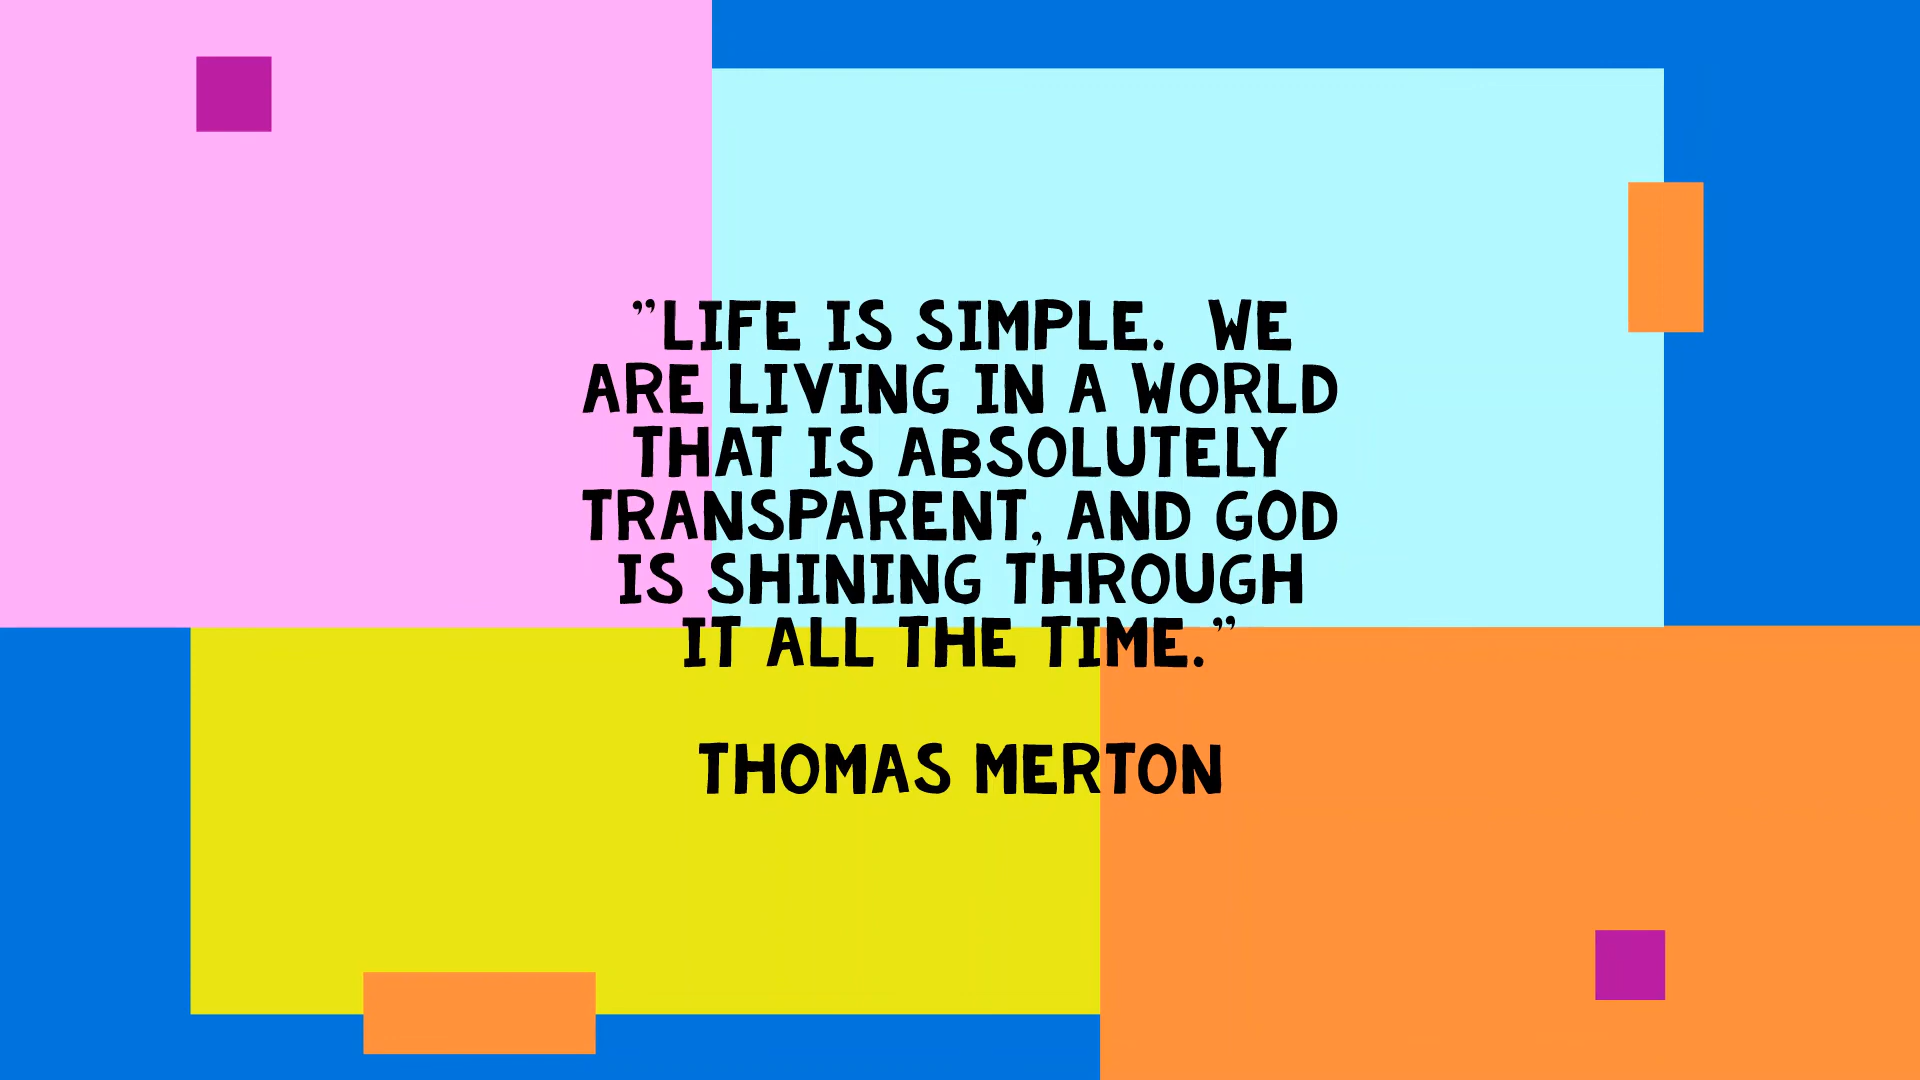 ”LIFE IS SIMPLE.  WE
ARE LIVING IN A WORLD
THAT IS ABSOLUTELY
TRANSPARENT, AND GOD
IS SHINING THROUGH
IT ALL THE TIME.”
THOMAS MERTON